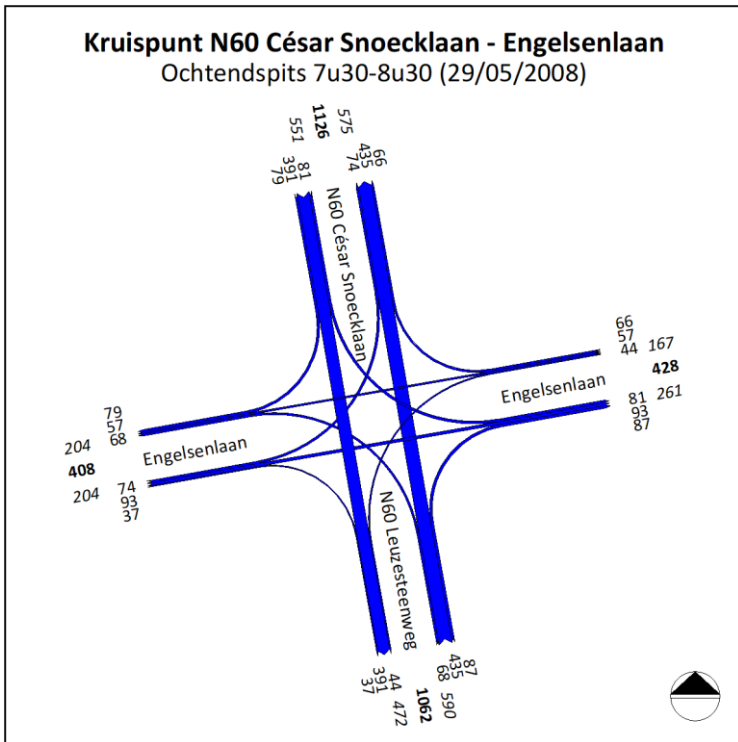 Kruispunt N60 César Snoecklaan - Engelsenlaan
Ochtendspits 7u30-8u30 (29/05/2008)
551 1126 575
79 391 81
74 435 66
N60 César Snoecklaan
66
57
44 167
428
Engelsenlaan
81 261
93
87
79
57
204 68
408
Engelsenlaan
204 74
93
37
N60 Leuzesteenweg
37 391 44
68 435 87
472 1062 590